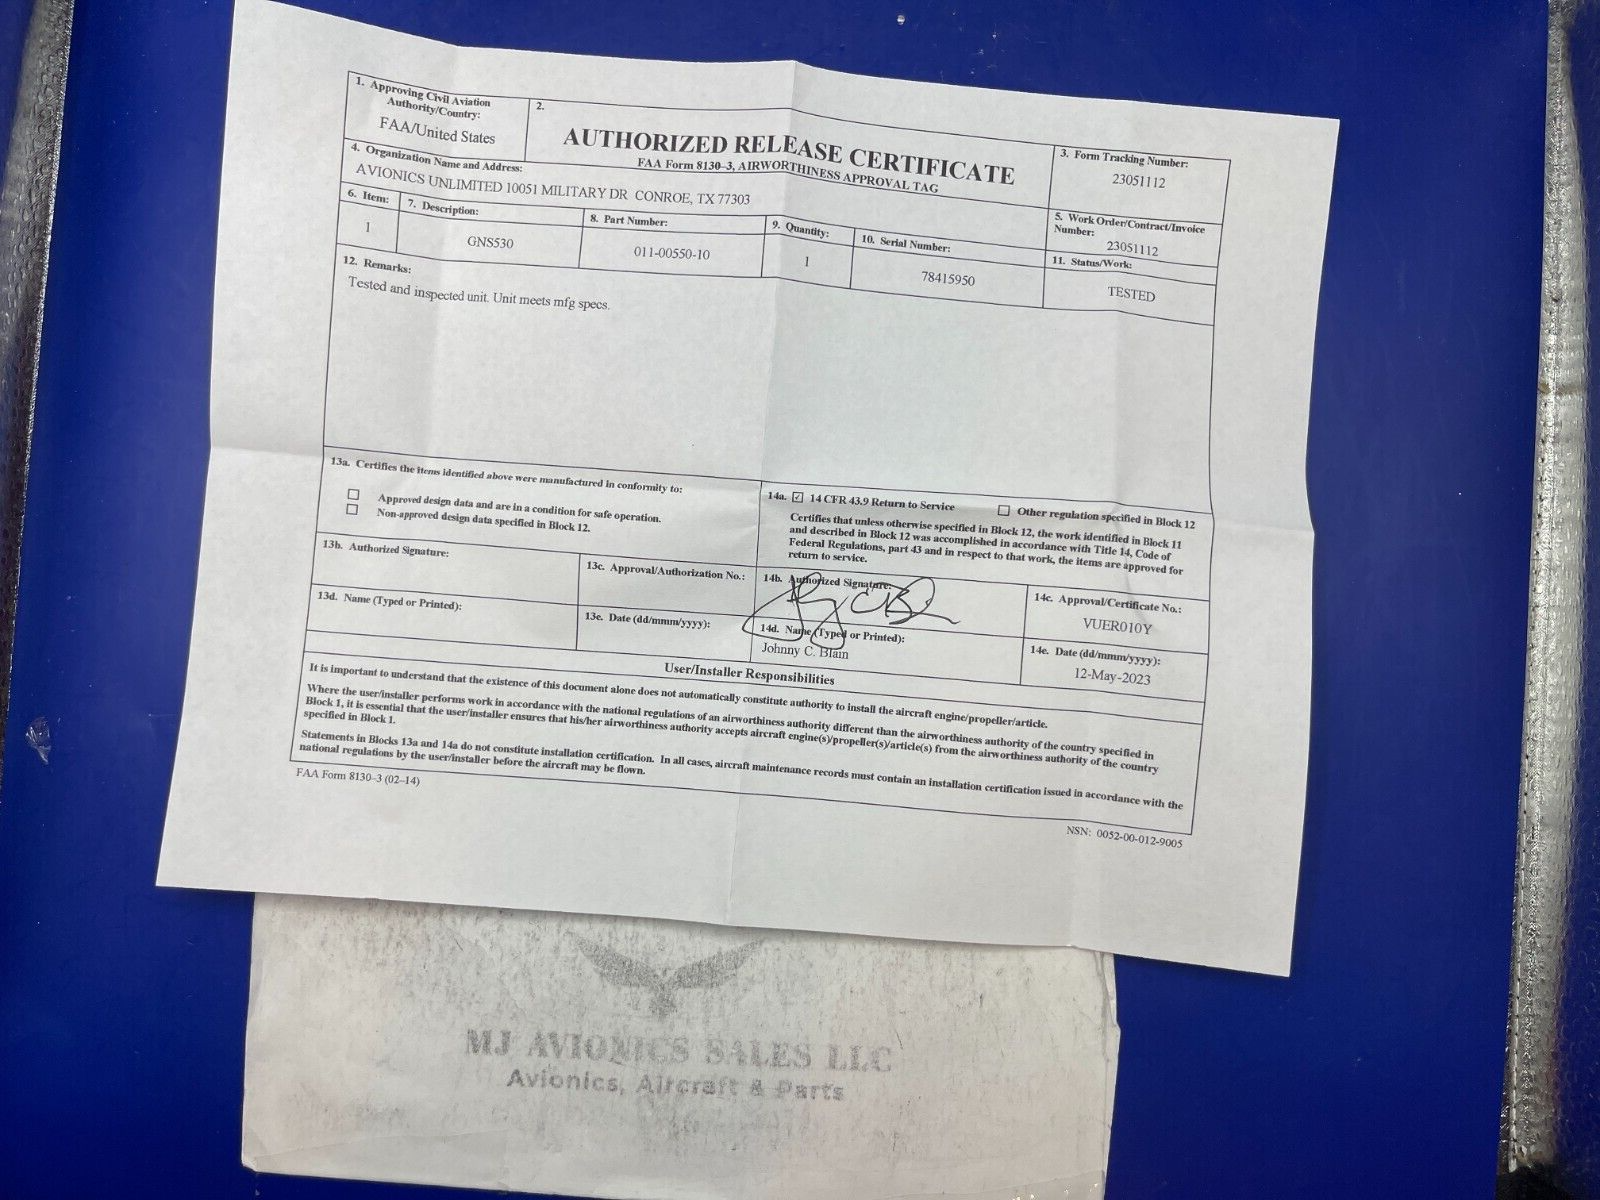 1. Approving Civil Aviation
Authority/Country:
FAA/United States
2.
AUTHORIZED RELEASE CERTIFICATE
FAA Form 8130–3, AIRWORTHINESS APPROVAL TAG
3. Form Tracking Number:
23051112
4. Organization Name and Address:
AVIONICS UNLIMITED 10051 MILITARY DR CONROE, TX 77303
5. Work Order/Contract/Invoice
Number:
23051112
6. Item:
1
7. Description:
GNS530
8. Part Number:
011-00550-10
9. Quantity:
1
10. Serial Number:
78415950
11. Status/Work:
TESTED
12. Remarks:
Tested and inspected unit. Unit meets mfg specs.
13a. Certifies the items identified above were manufactured in conformity to:
Approved design data and are in a condition for safe operation.
Non-approved design data specified in Block 12.
14a. ☑ 14 CFR 43.9 Return to Service
Other regulation specified in Block 12
Certifies that unless otherwise specified in Block 12, the work identified in Block 11
and described in Block 12 was accomplished in accordance with Title 14, Code of
Federal Regulations, part 43 and in respect to that work, the items are approved for
return to service.
13b. Authorized Signature:
13c. Approval/Authorization No.:
14b. Authorized Signature:
14c. Approval/Certificate No.:
VUER010Y
13d. Name (Typed or Printed):
13e. Date (dd/mmm/yyyy):
14d. Name (Typed or Printed):
Johnny C. Blain
14e. Date (dd/mmm/yyyy):
12-May-2023
User/Installer Responsibilities
It is important to understand that the existence of this document alone does not automatically constitute authority to install the aircraft engine/propeller/article.
Where the user/installer performs work in accordance with the national regulations of an airworthiness authority different than the airworthiness authority of the country specified in
Block 1, it is essential that the user/installer ensures that his/her airworthiness authority accepts aircraft engine(s)/propeller(s)/article(s) from the airworthiness authority of the country
specified in Block 1.
Statements in Blocks 13a and 14a do not constitute installation certification. In all cases, aircraft maintenance records must contain an installation certification issued in accordance with the
national regulations by the user/installer before the aircraft may be flown.
FAA Form 8130–3 (02–14)
NSN: 0052-00-012-9005
MJ AVIONICS SALES LLC
Avionics, Aircraft & Parts